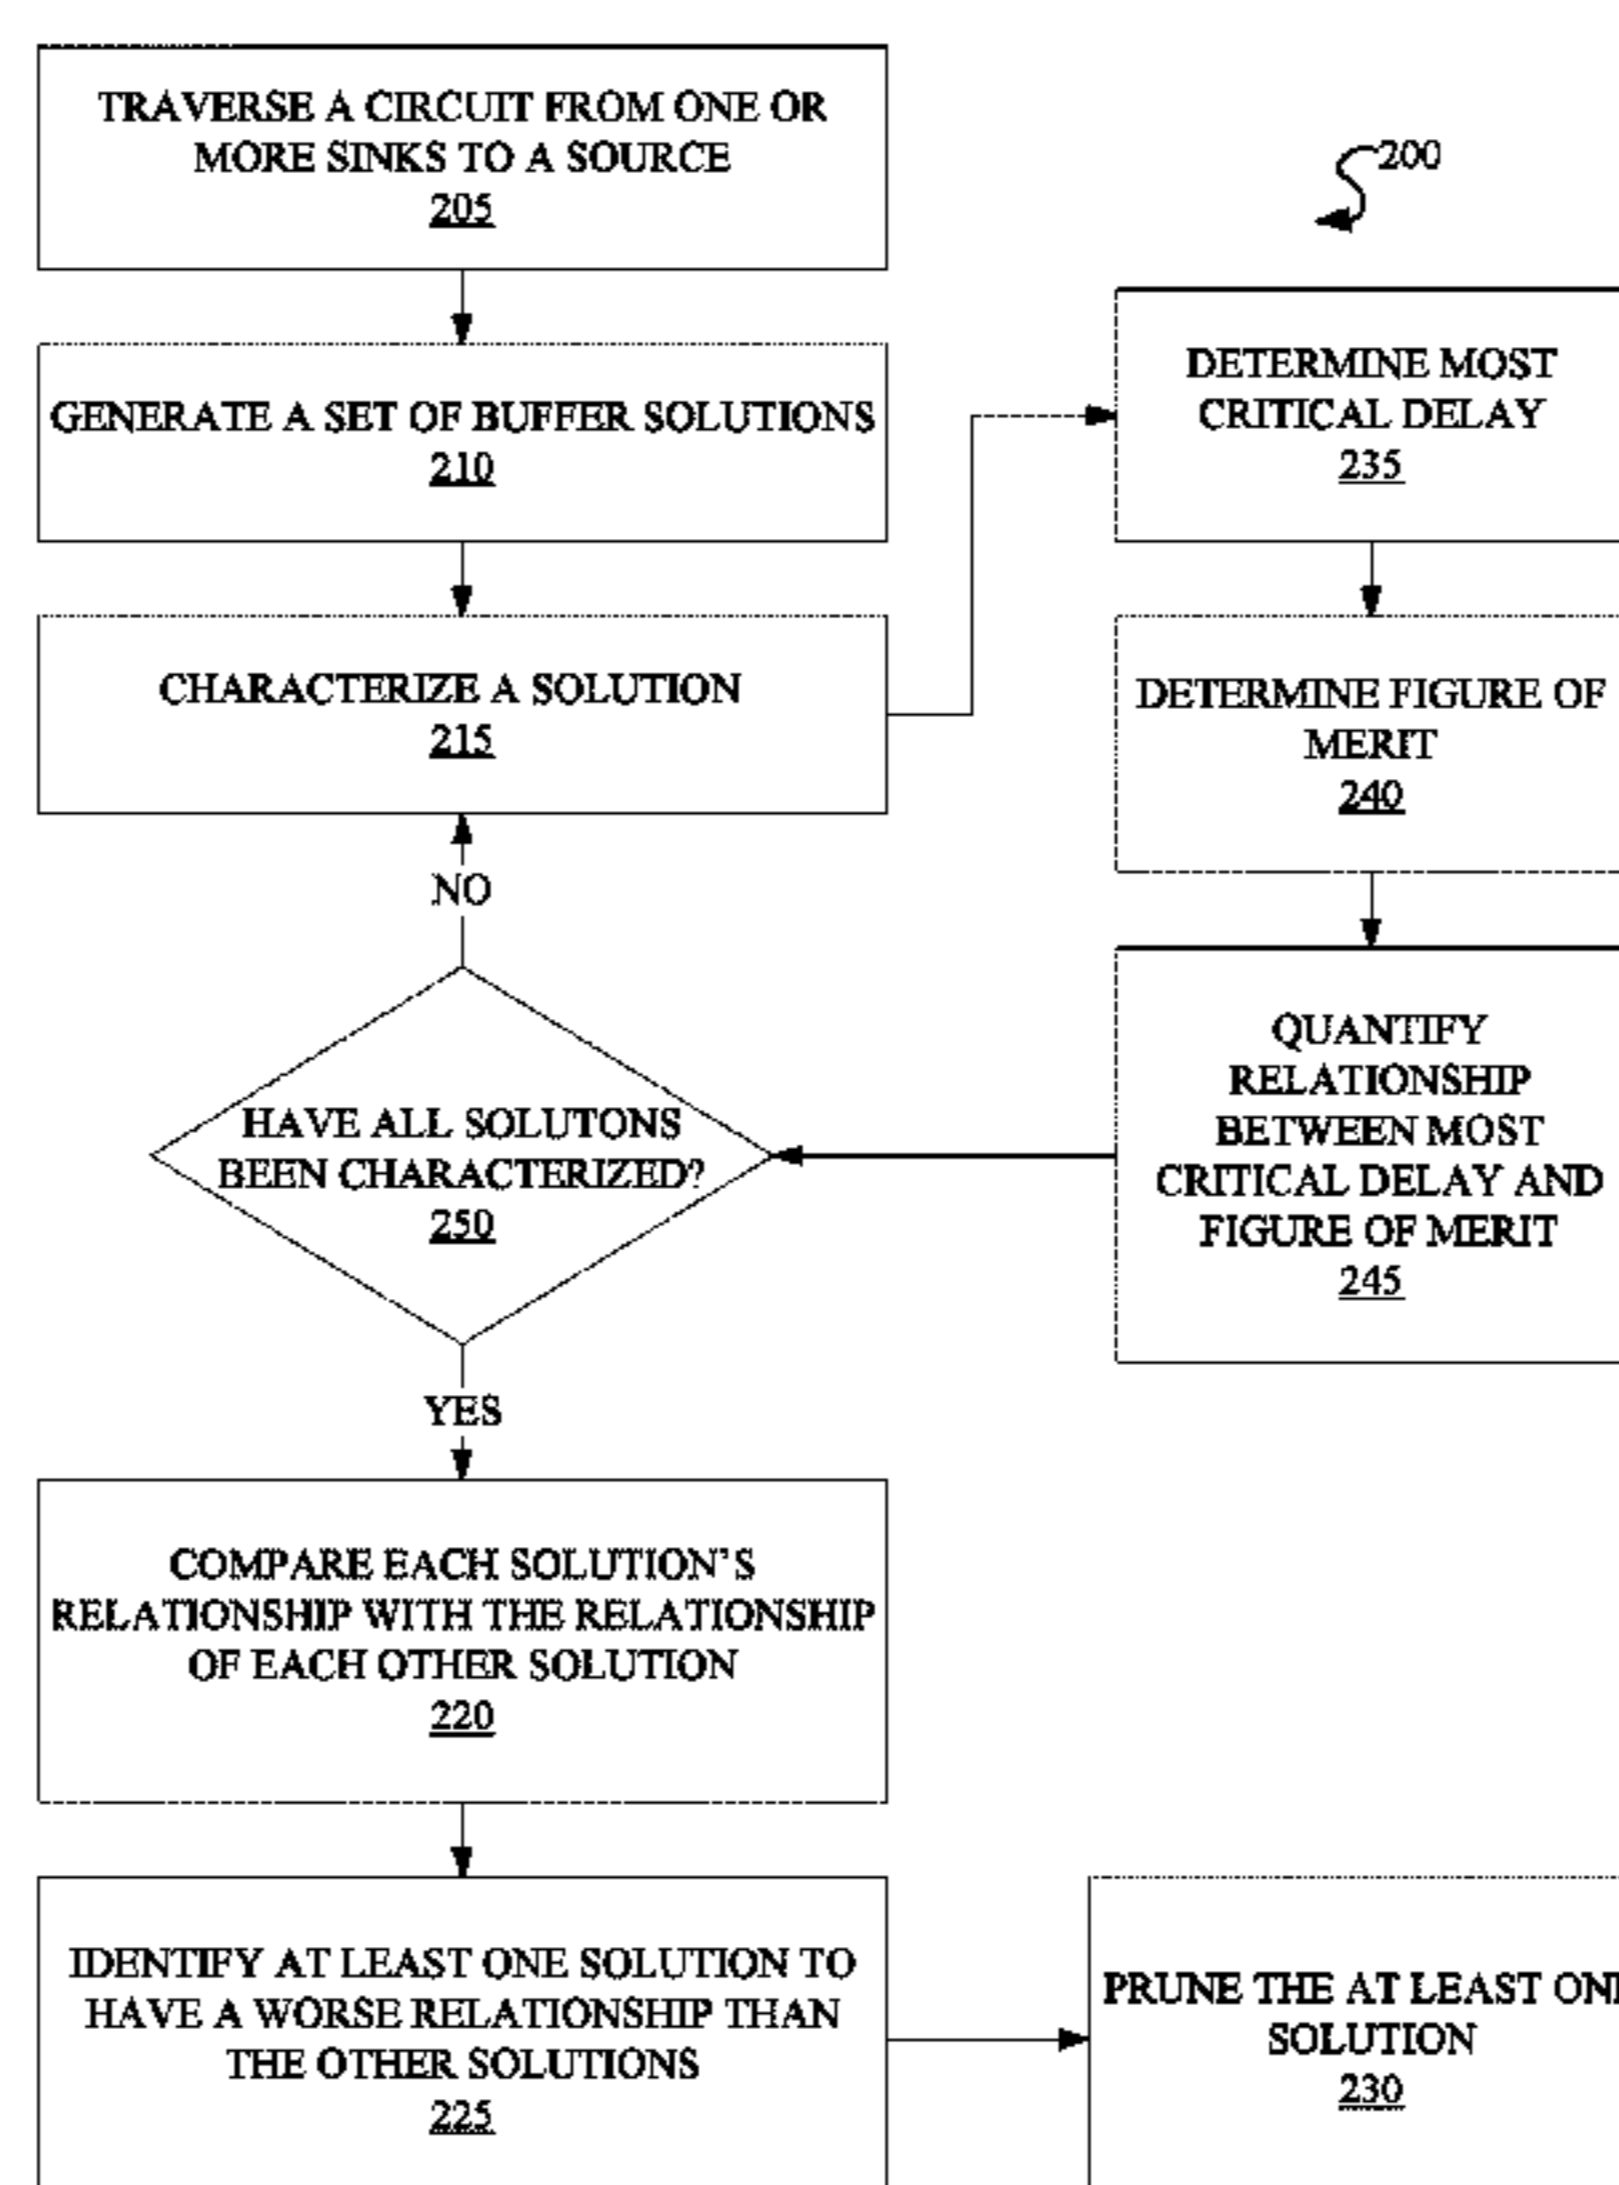 TRAVERSE A CIRCUIT FROM ONE OR
MORE SINKS TO A SOURCE
205
200
GENERATE A SET OF BUFFER SOLUTIONS
210
DETERMINE MOST
CRITICAL DELAY
235
CHARACTERIZE A SOLUTION
215
DETERMINE FIGURE OF
MERIT
240
NO
HAVE ALL SOLUTONS
BEEN CHARACTERIZED?
250
QUANTIFY
RELATIONSHIP
BETWEEN MOST
CRITICAL DELAY AND
FIGURE OF MERIT
245
YES
COMPARE EACH SOLUTION'S
RELATIONSHIP WITH THE RELATIONSHIP
OF EACH OTHER SOLUTION
220
IDENTIFY AT LEAST ONE SOLUTION TO
HAVE A WORSE RELATIONSHIP THAN
THE OTHER SOLUTIONS
225
PRUNE THE AT LEAST ONE
SOLUTION
230